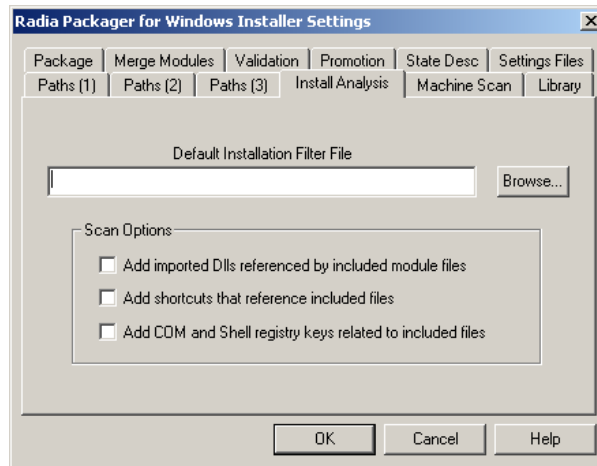 Radia Packager for Windows Installer Settings
Package Merge Modules Validation Promotion State Desc Settings Files
Paths (1) Paths (2) Paths (3) Install Analysis Machine Scan Library
Default Installation Filter File
Browse...
Scan Options
Add imported Dlls referenced by included module files
Add shortcuts that reference included files
Add COM and Shell registry keys related to included files
OK Cancel Help